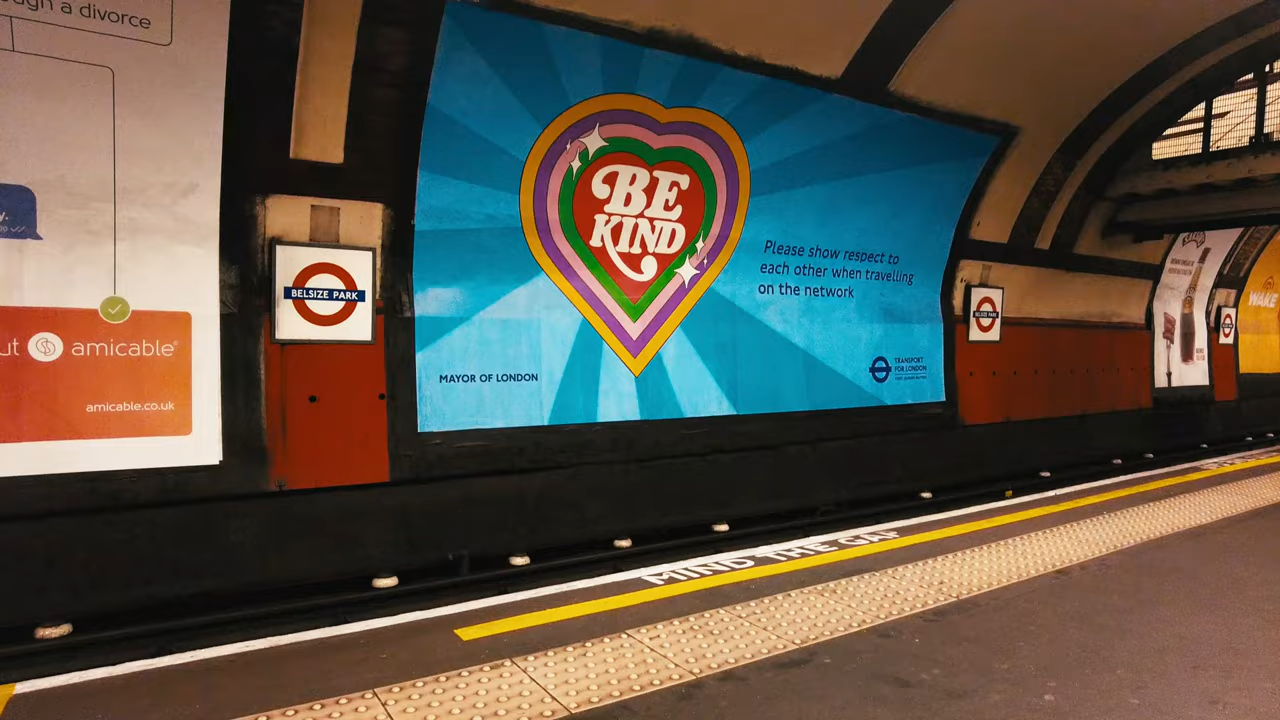 a divorce
amicable
amicable.co.uk
BELSIZE PARK
BE
KIND
Please show respect to
each other when travelling
on the network
MAYOR OF LONDON
TRANSPORT
FOR LONDON
BELSIZE PARK
WAKE
MIND THE GAP